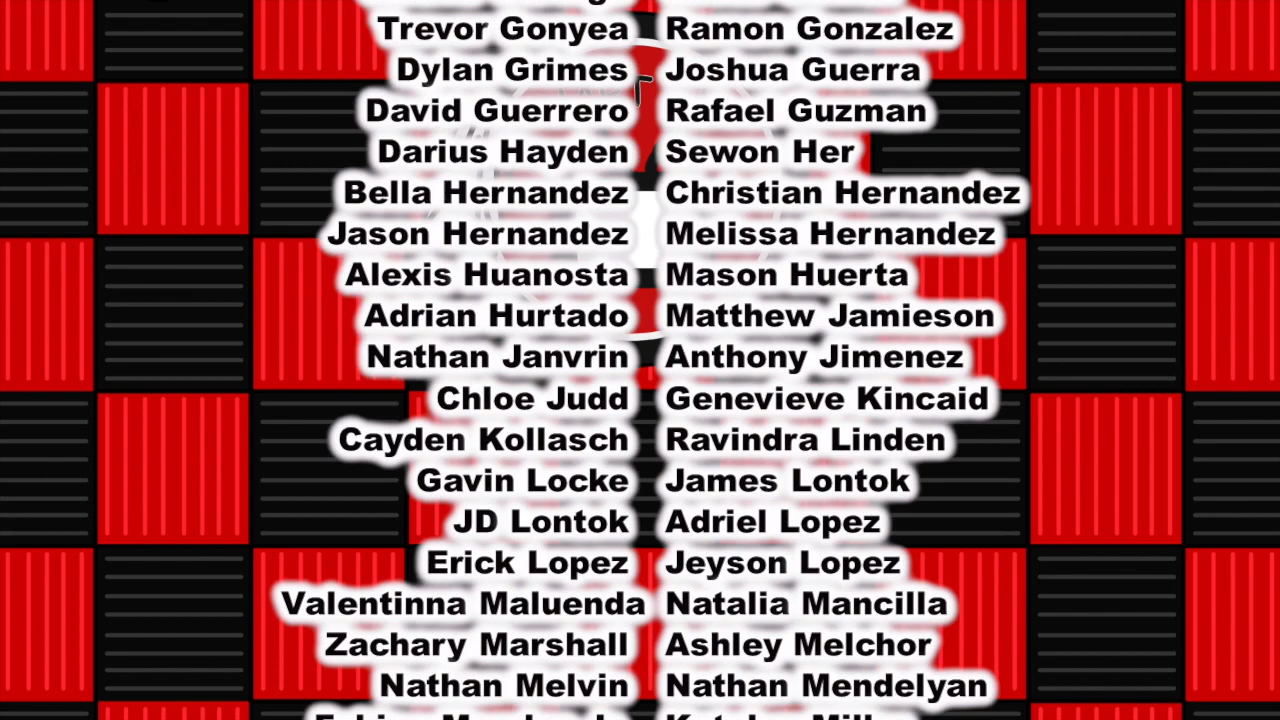 Trevor Gonyea Ramon Gonzalez
Dylan Grimes Joshua Guerra
David Guerrero Rafael Guzman
Darius Hayden Sewon Her
Bella Hernandez Christian Hernandez
Jason Hernandez Melissa Hernandez
Alexis Huanosta Mason Huerta
Adrian Hurtado Matthew Jamieson
Nathan Janvrin Anthony Jimenez
Chloe Judd Genevieve Kincaid
Cayden Kollasch Ravindra Linden
Gavin Locke James Lontok
JD Lontok Adriel Lopez
Erick Lopez Jeyson Lopez
Valentinna Maluenda Natalia Mancilla
Zachary Marshall Ashley Melchor
Nathan Melvin Nathan Mendelyan